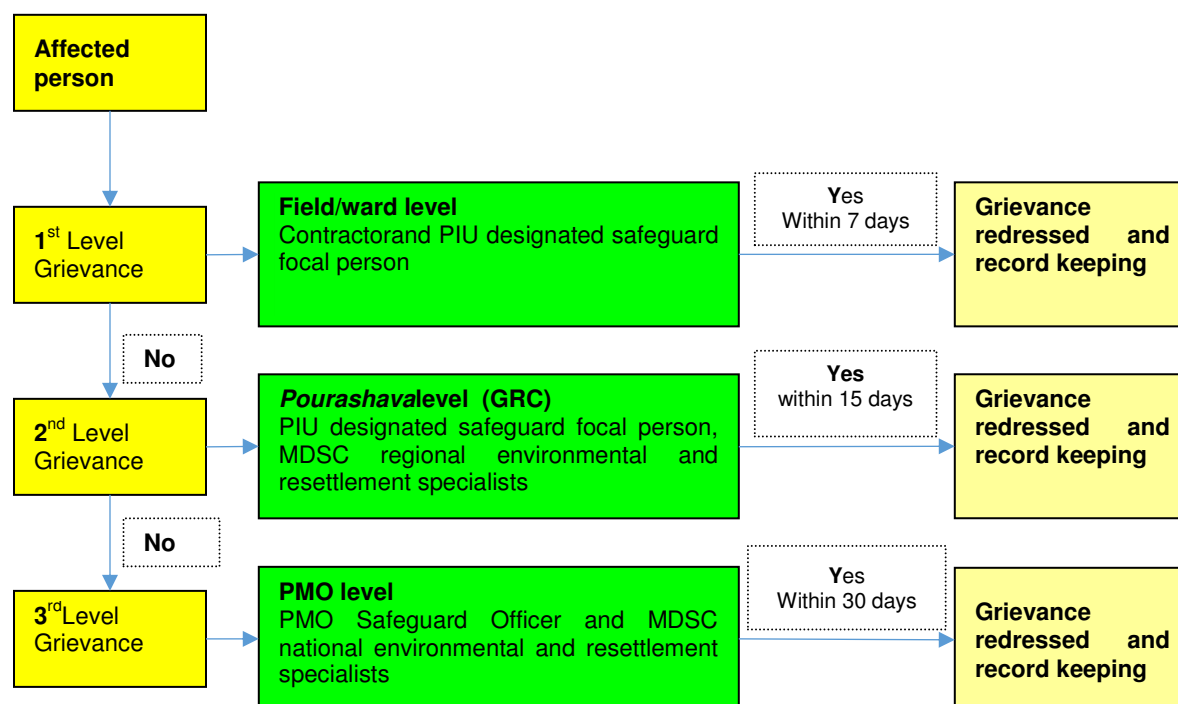 Affected
person
1st Level
Grievance
Field/ward level
Contractorand PIU designated safeguard
focal person
Yes
Within 7 days
Grievance
redressed and
record keeping
No
2nd Level
Grievance
Pourashavalevel (GRC)
PIU designated safeguard focal person,
MDSC regional environmental and
resettlement specialists
Yes
within 15 days
Grievance
redressed and
record keeping
No
3rdLevel
Grievance
PMO level
PMO Safeguard Officer and MDSC
national environmental and resettlement
specialists
Yes
Within 30 days
Grievance
redressed and
record keeping